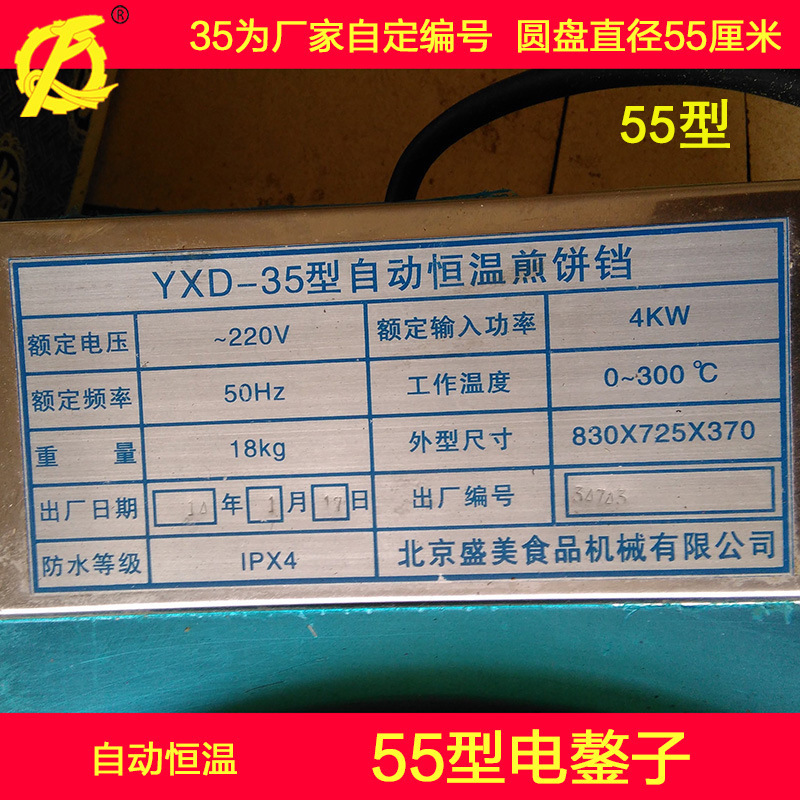 ®
35为厂家自定编号 圆盘直径55厘米
55型
YXD-35型自动恒温煎饼铛
额定电压 ~220V 额定输入功率 4KW
额定频率 50Hz 工作温度 0~300℃
重量 18kg 外型尺寸 830X725X370
出厂日期 14年1月17日 出厂编号
防水等级 IPX4 北京盛美食品机械有限公司
自动恒温 55型电鏊子